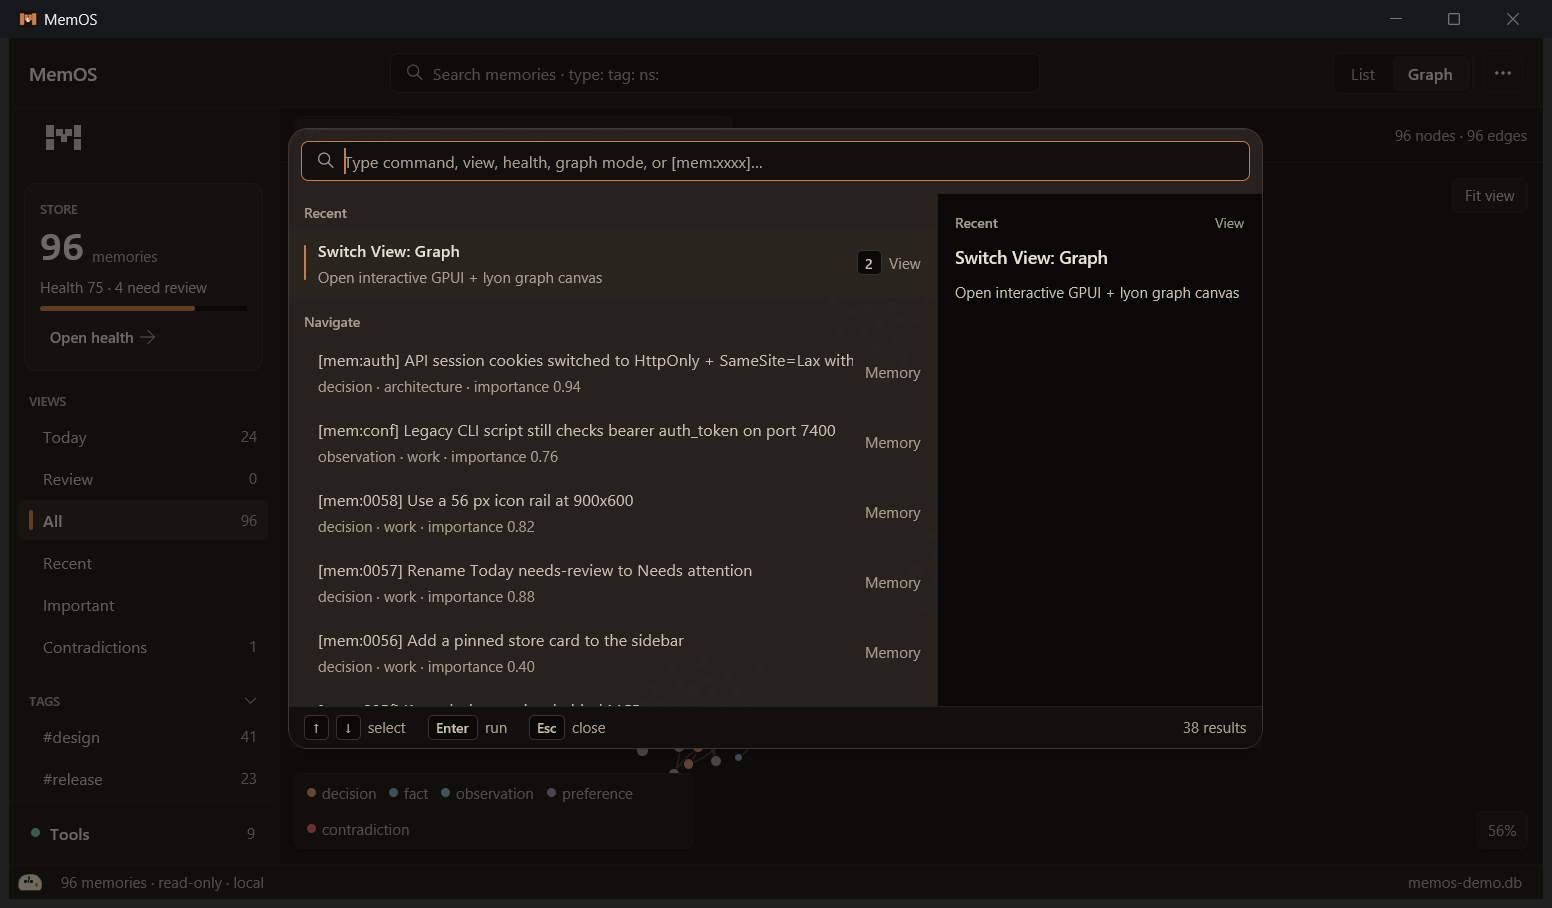 MemOS
MemOS
Search memories · type: tag: ns:
List
Graph
96 nodes · 96 edges
Fit view
STORE
96 memories
Health 75 · 4 need review
Open health
VIEWS
Today 24
Review 0
All 96
Recent
Important
Contradictions 1
TAGS
#design 41
#release 23
Tools 9
Type command, view, health, graph mode, or [mem:xxxx]...
Recent
Switch View: Graph
Open interactive GPUI + lyon graph canvas
2 View
Navigate
[mem:auth] API session cookies switched to HttpOnly + SameSite=Lax with
decision · architecture · importance 0.94
Memory
[mem:conf] Legacy CLI script still checks bearer auth_token on port 7400
observation · work · importance 0.76
Memory
[mem:0058] Use a 56 px icon rail at 900x600
decision · work · importance 0.82
Memory
[mem:0057] Rename Today needs-review to Needs attention
decision · work · importance 0.88
Memory
[mem:0056] Add a pinned store card to the sidebar
decision · work · importance 0.40
Memory
Recent View
Switch View: Graph
Open interactive GPUI + lyon graph canvas
↑ ↓ select Enter run Esc close
38 results
decision fact observation preference
contradiction
56%
96 memories · read-only · local
memos-demo.db